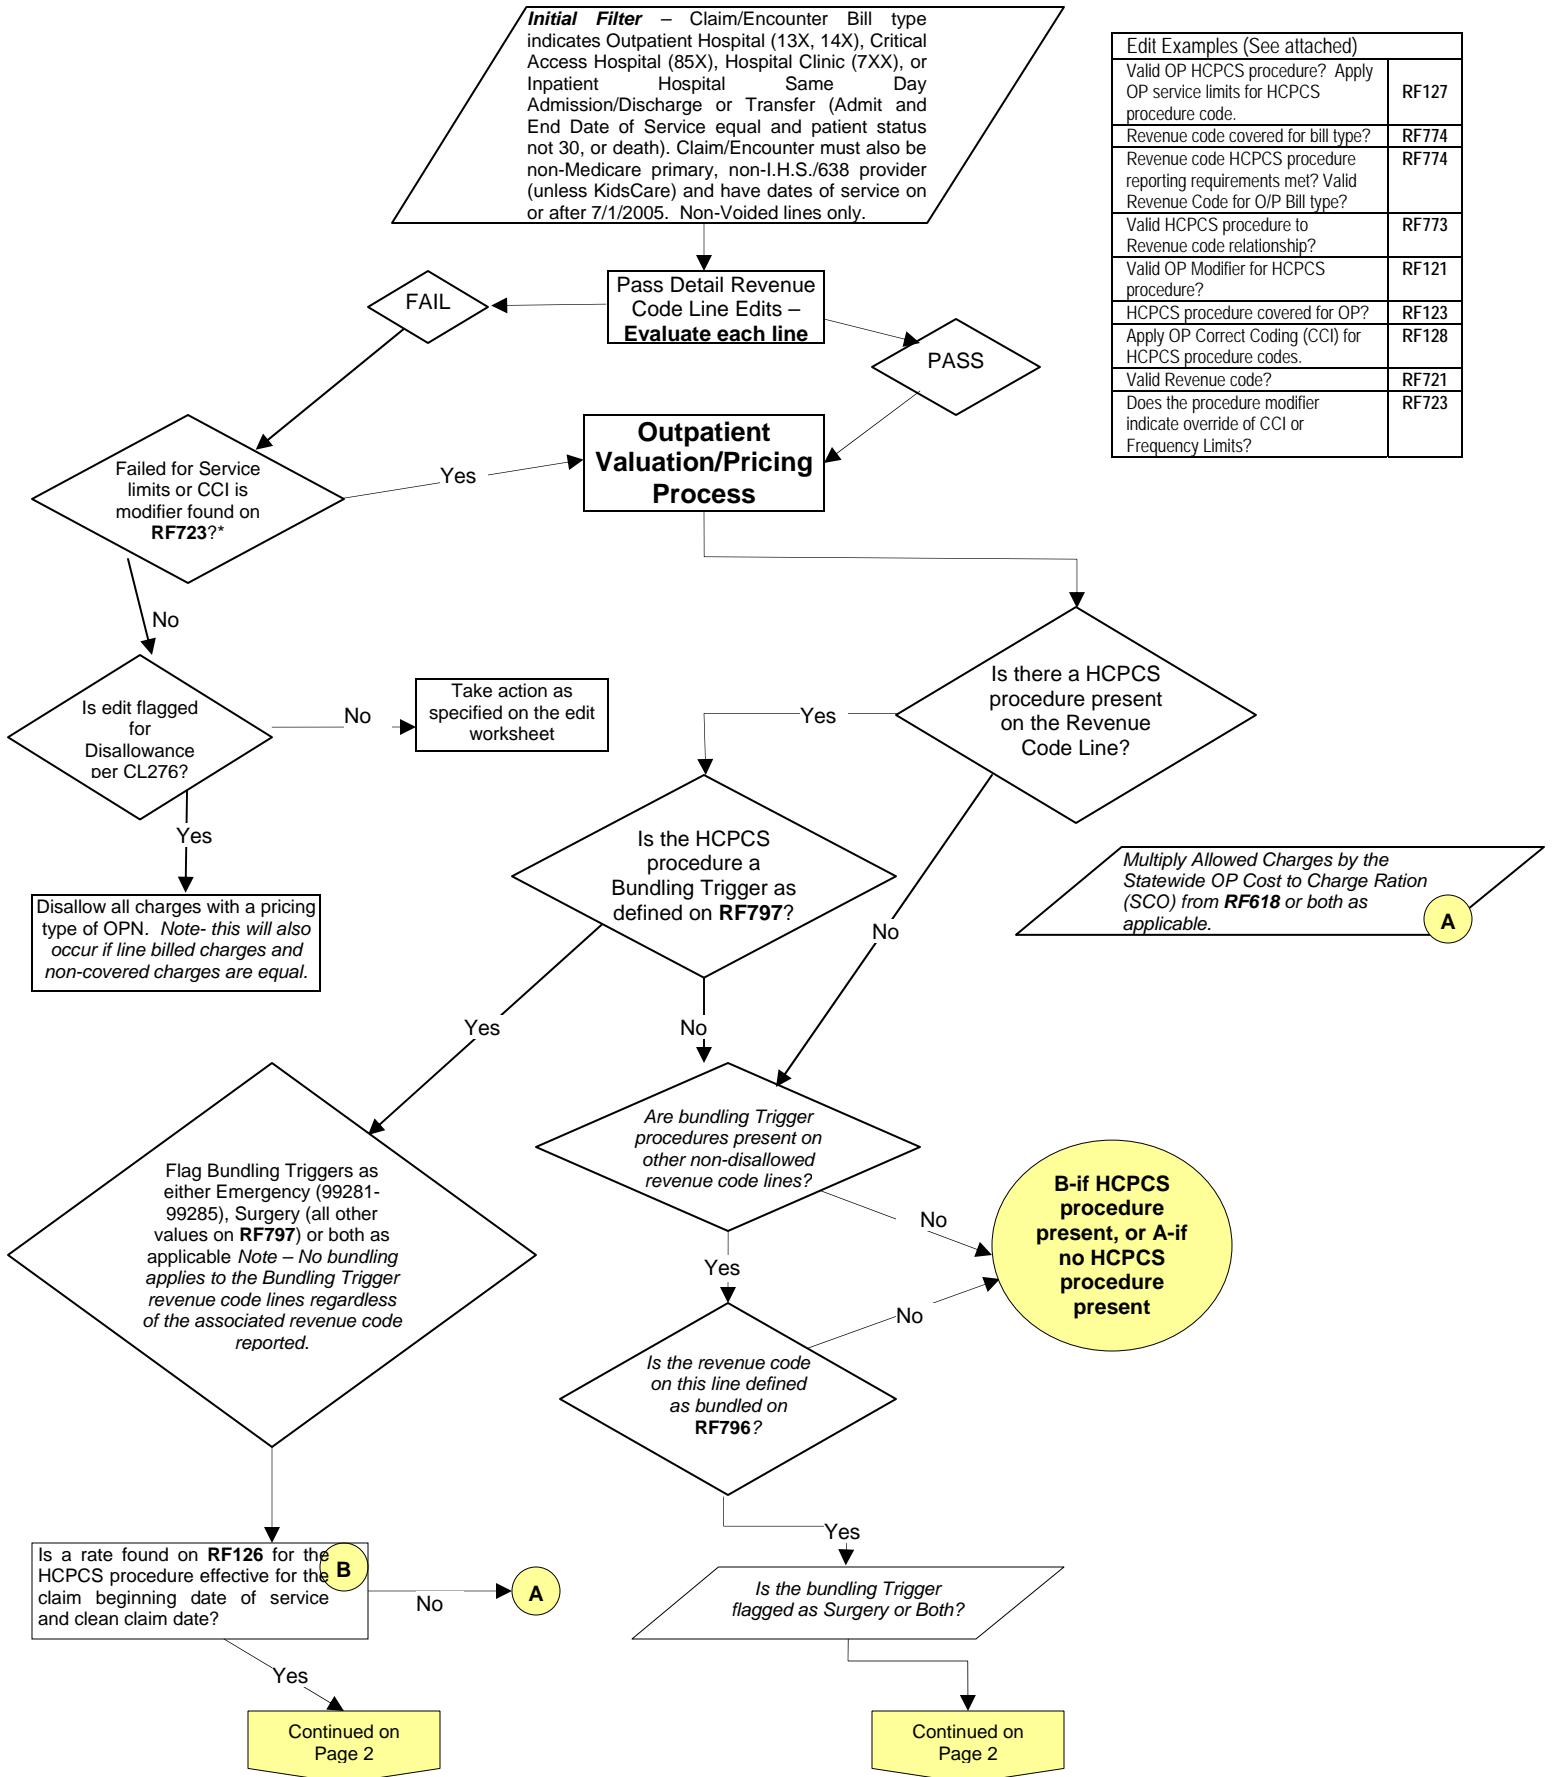 Initial Filter – Claim/Encounter Bill type
indicates Outpatient Hospital (13X, 14X), Critical
Access Hospital (85X), Hospital Clinic (7XX), or
Inpatient Hospital Same Day
Admission/Discharge or Transfer (Admit and
End Date of Service equal and patient status
not 30, or death). Claim/Encounter must also be
non-Medicare primary, non-I.H.S./638 provider
(unless KidsCare) and have dates of service on
or after 7/1/2005. Non-Voided lines only.
Edit Examples (See attached)
Valid OP HCPCS procedure? Apply
OP service limits for HCPCS
procedure code.
RF127
Revenue code covered for bill type?
RF774
Revenue code HCPCS procedure
reporting requirements met? Valid
Revenue Code for O/P Bill type?
RF774
Valid HCPCS procedure to
Revenue code relationship?
RF773
Valid OP Modifier for HCPCS
procedure?
RF121
HCPCS procedure covered for OP?
RF123
Apply OP Correct Coding (CCI) for
HCPCS procedure codes.
RF128
Valid Revenue code?
RF721
Does the procedure modifier
indicate override of CCI or
Frequency Limits?
RF723
FAIL
Pass Detail Revenue
Code Line Edits –
Evaluate each line
PASS
Failed for Service
limits or CCI is
modifier found on
RF723?*
Yes
Outpatient
Valuation/Pricing
Process
No
Is edit flagged
for
Disallowance
per CL276?
No
Take action as
specified on the edit
worksheet
Yes
Is there a HCPCS
procedure present
on the Revenue
Code Line?
Yes
Disallow all charges with a pricing
type of OPN. Note- this will also
occur if line billed charges and
non-covered charges are equal.
Is the HCPCS
procedure a
Bundling Trigger as
defined on RF797?
No
Multiply Allowed Charges by the
Statewide OP Cost to Charge Ration
(SCO) from RF618 or both as
applicable.
A
Yes
No
Flag Bundling Triggers as
either Emergency (99281-
99285), Surgery (all other
values on RF797) or both as
applicable Note – No bundling
applies to the Bundling Trigger
revenue code lines regardless
of the associated revenue code
reported.
Are bundling Trigger
procedures present on
other non-disallowed
revenue code lines?
No
B-if HCPCS
procedure
present, or A-if
no HCPCS
procedure
present
Yes
No
Is the revenue code
on this line defined
as bundled on
RF796?
Yes
Is a rate found on RF126 for the
HCPCS procedure effective for the
claim beginning date of service
and clean claim date?
B
No
A
Is the bundling Trigger
flagged as Surgery or Both?
Yes
Continued on
Page 2
Continued on
Page 2